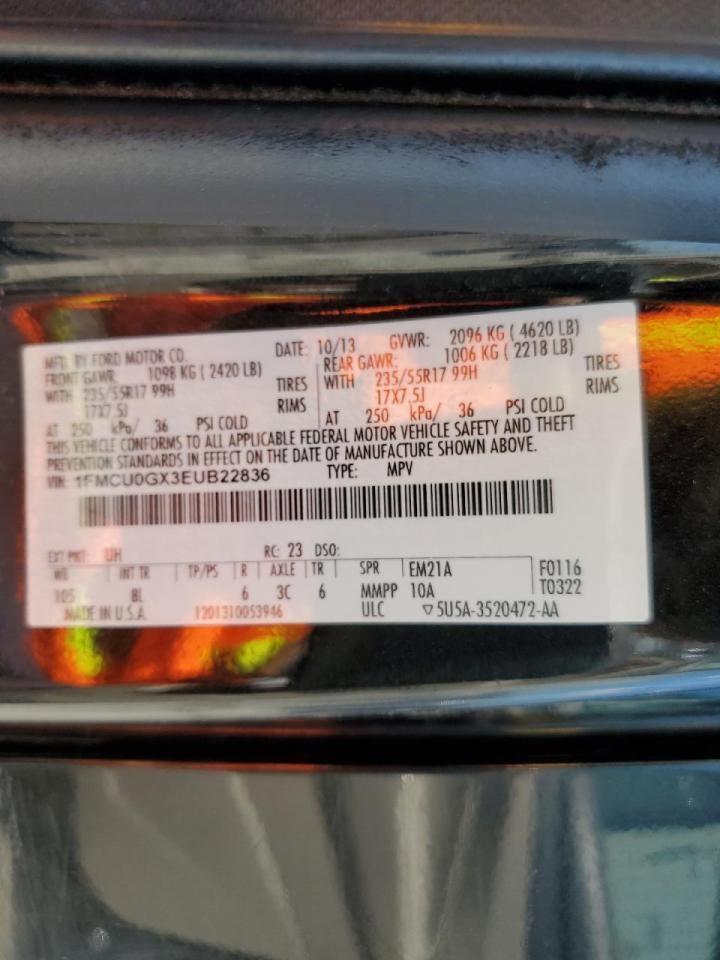 MFD. BY FORD MOTOR CO. DATE: 10/13 GVWR: 2096 KG ( 4620 LB)
FRONT GAWR: 1098 KG ( 2420 LB) REAR GAWR: 1006 KG ( 2218 LB)
WITH 235/55R17 99H TIRES WITH 235/55R17 99H TIRES
17X7.5J RIMS 17X7.5J RIMS
AT 250 kPa/ 36 PSI COLD AT 250 kPa/ 36 PSI COLD
THIS VEHICLE CONFORMS TO ALL APPLICABLE FEDERAL MOTOR VEHICLE SAFETY AND THEFT
PREVENTION STANDARDS IN EFFECT ON THE DATE OF MANUFACTURE SHOWN ABOVE.
VIN: 1FMCU0GX3EUB22836 TYPE: MPV
EXT PNT: UH RC: 23 DSO:
WB INT TR TP/PS R AXLE TR SPR EM21A F0116
105 BL 6 3C 6 MMPP 10A T0322
MADE IN U.S.A. 1201310053946 ULC ▽5U5A-3520472-AA